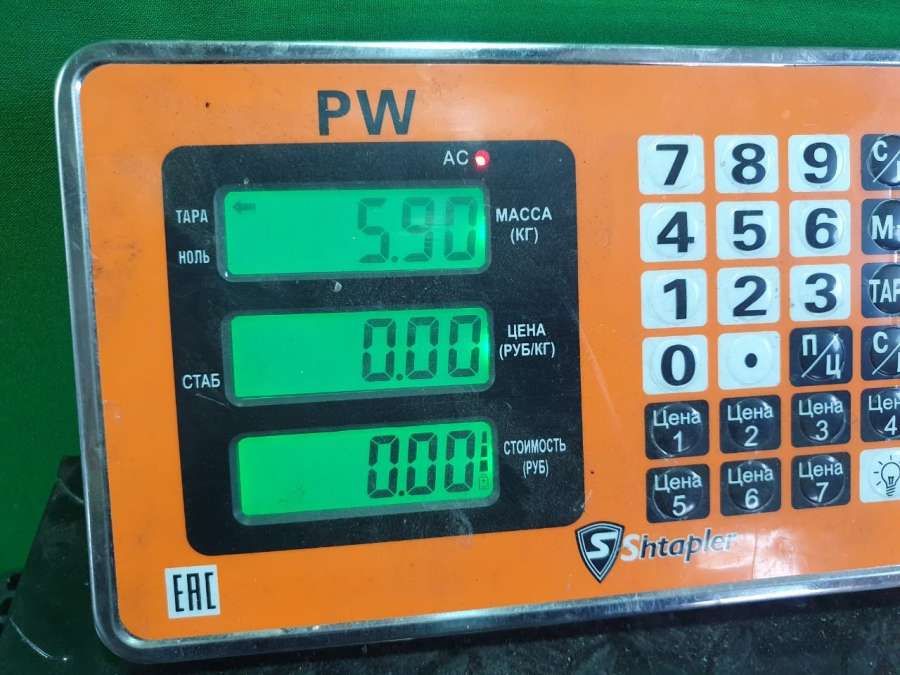 PW
AC
ТАРА
НОЛЬ
5.90
МАССА
(КГ)
0.00
ЦЕНА
(РУБ/КГ)
СТАБ
0.00
СТОИМОСТЬ
(РУБ)
7 8 9
4 5 6
1 2 3
0 • П/Ц
Цена 1 Цена 2 Цена 3
Цена 5 Цена 6 Цена 7
S Shtapler
EAC